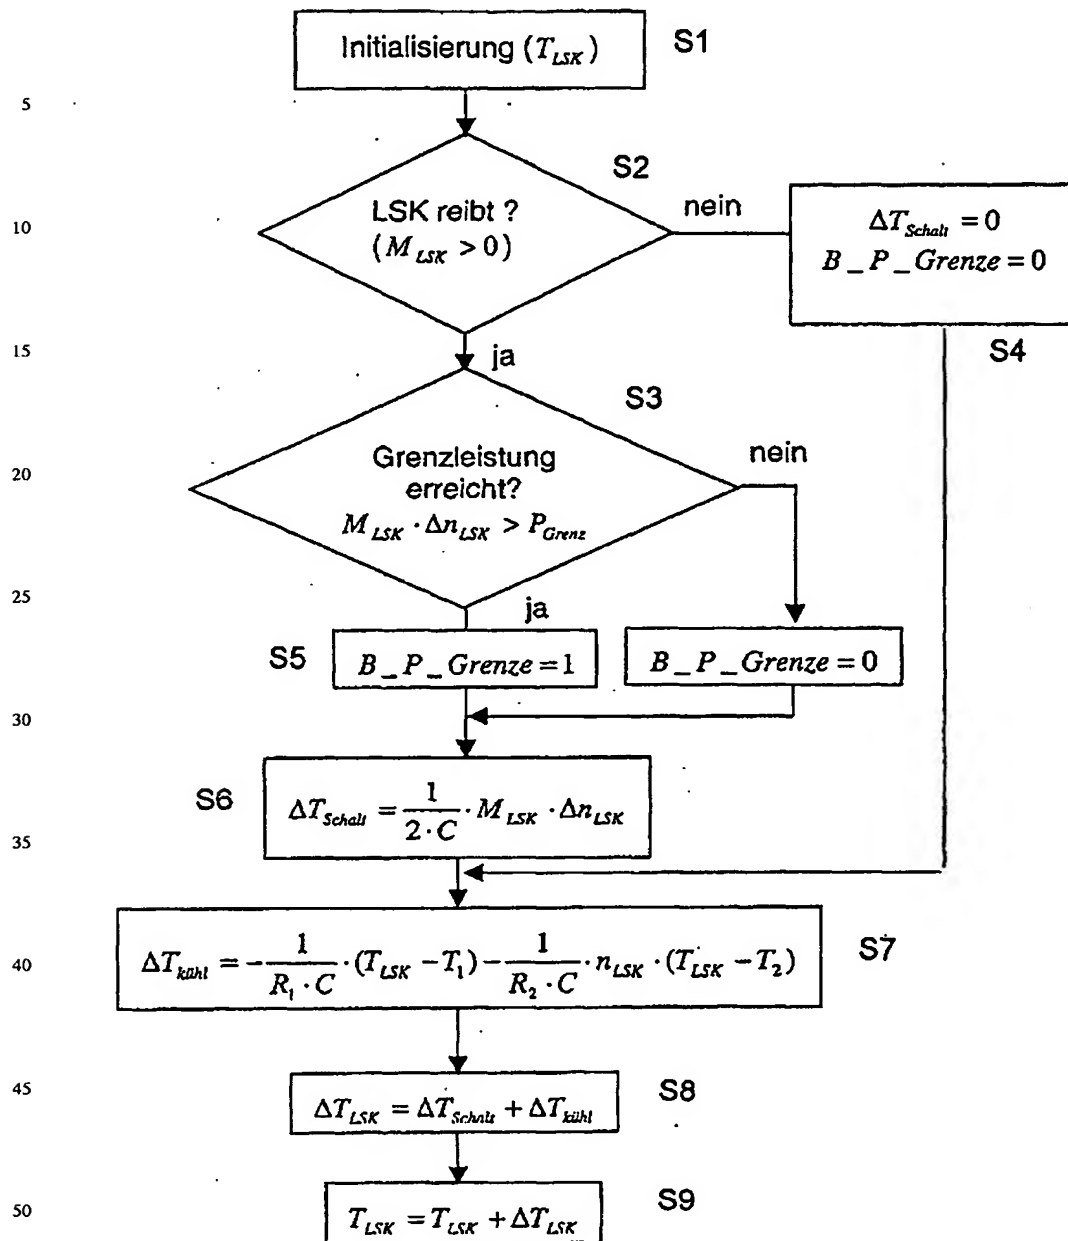 Initialisierung (T_LSK) S1
5
S2
LSK reibt ?
(M_LSK > 0)
nein
ΔT_Schalt = 0
B_P_Grenze = 0
10
S4
15
ja
S3
Grenzleistung
erreicht?
M_LSK · Δn_LSK > P_Grenz
nein
20
25
ja
S5 B_P_Grenze = 1
B_P_Grenze = 0
30
S6 ΔT_Schalt = 1/(2 · C) · M_LSK · Δn_LSK
35
S7
40 ΔT_kühl = -1/(R_1 · C) · (T_LSK - T_1) - 1/(R_2 · C) · n_LSK · (T_LSK - T_2)
45
S8
ΔT_LSK = ΔT_Schalt + ΔT_kühl
S9
50 T_LSK = T_LSK + ΔT_LSK